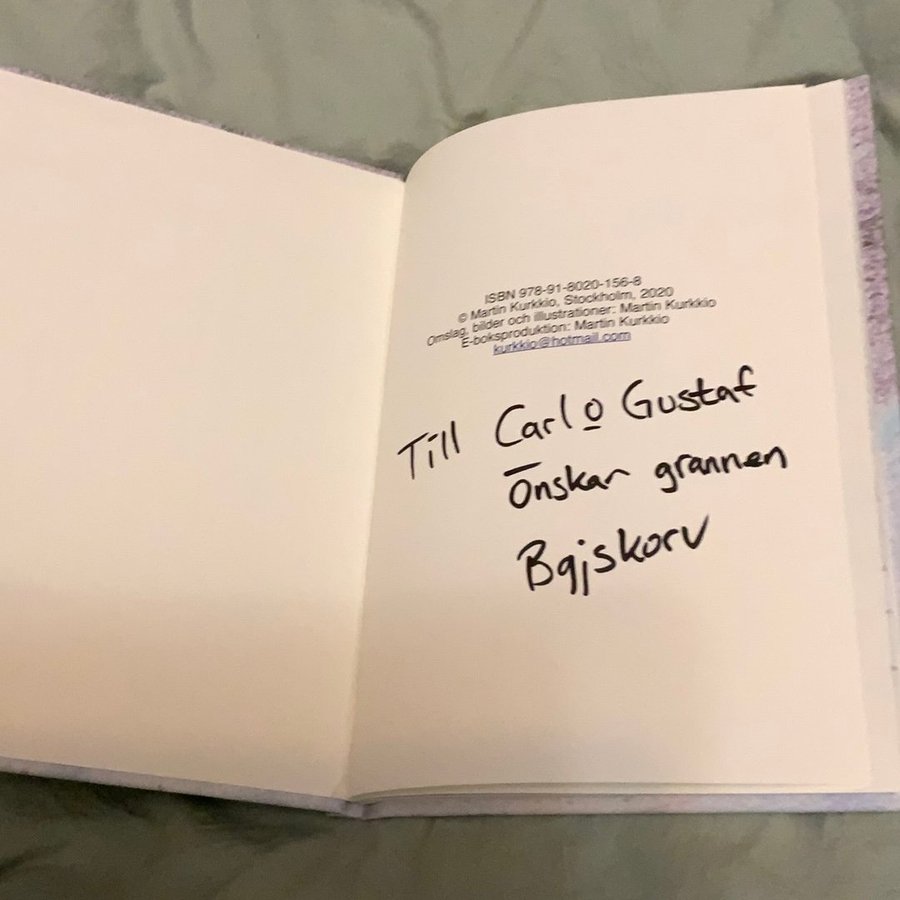 ISBN 978-91-8020-156-8
© Martin Kurkkio, Stockholm, 2020
Omslag, bilder och illustrationer: Martin Kurkkio
E-boksproduktion: Martin Kurkkio
kurkkio@hotmail.com
Till Carl o Gustaf
Önskar grannen
Bajskorv